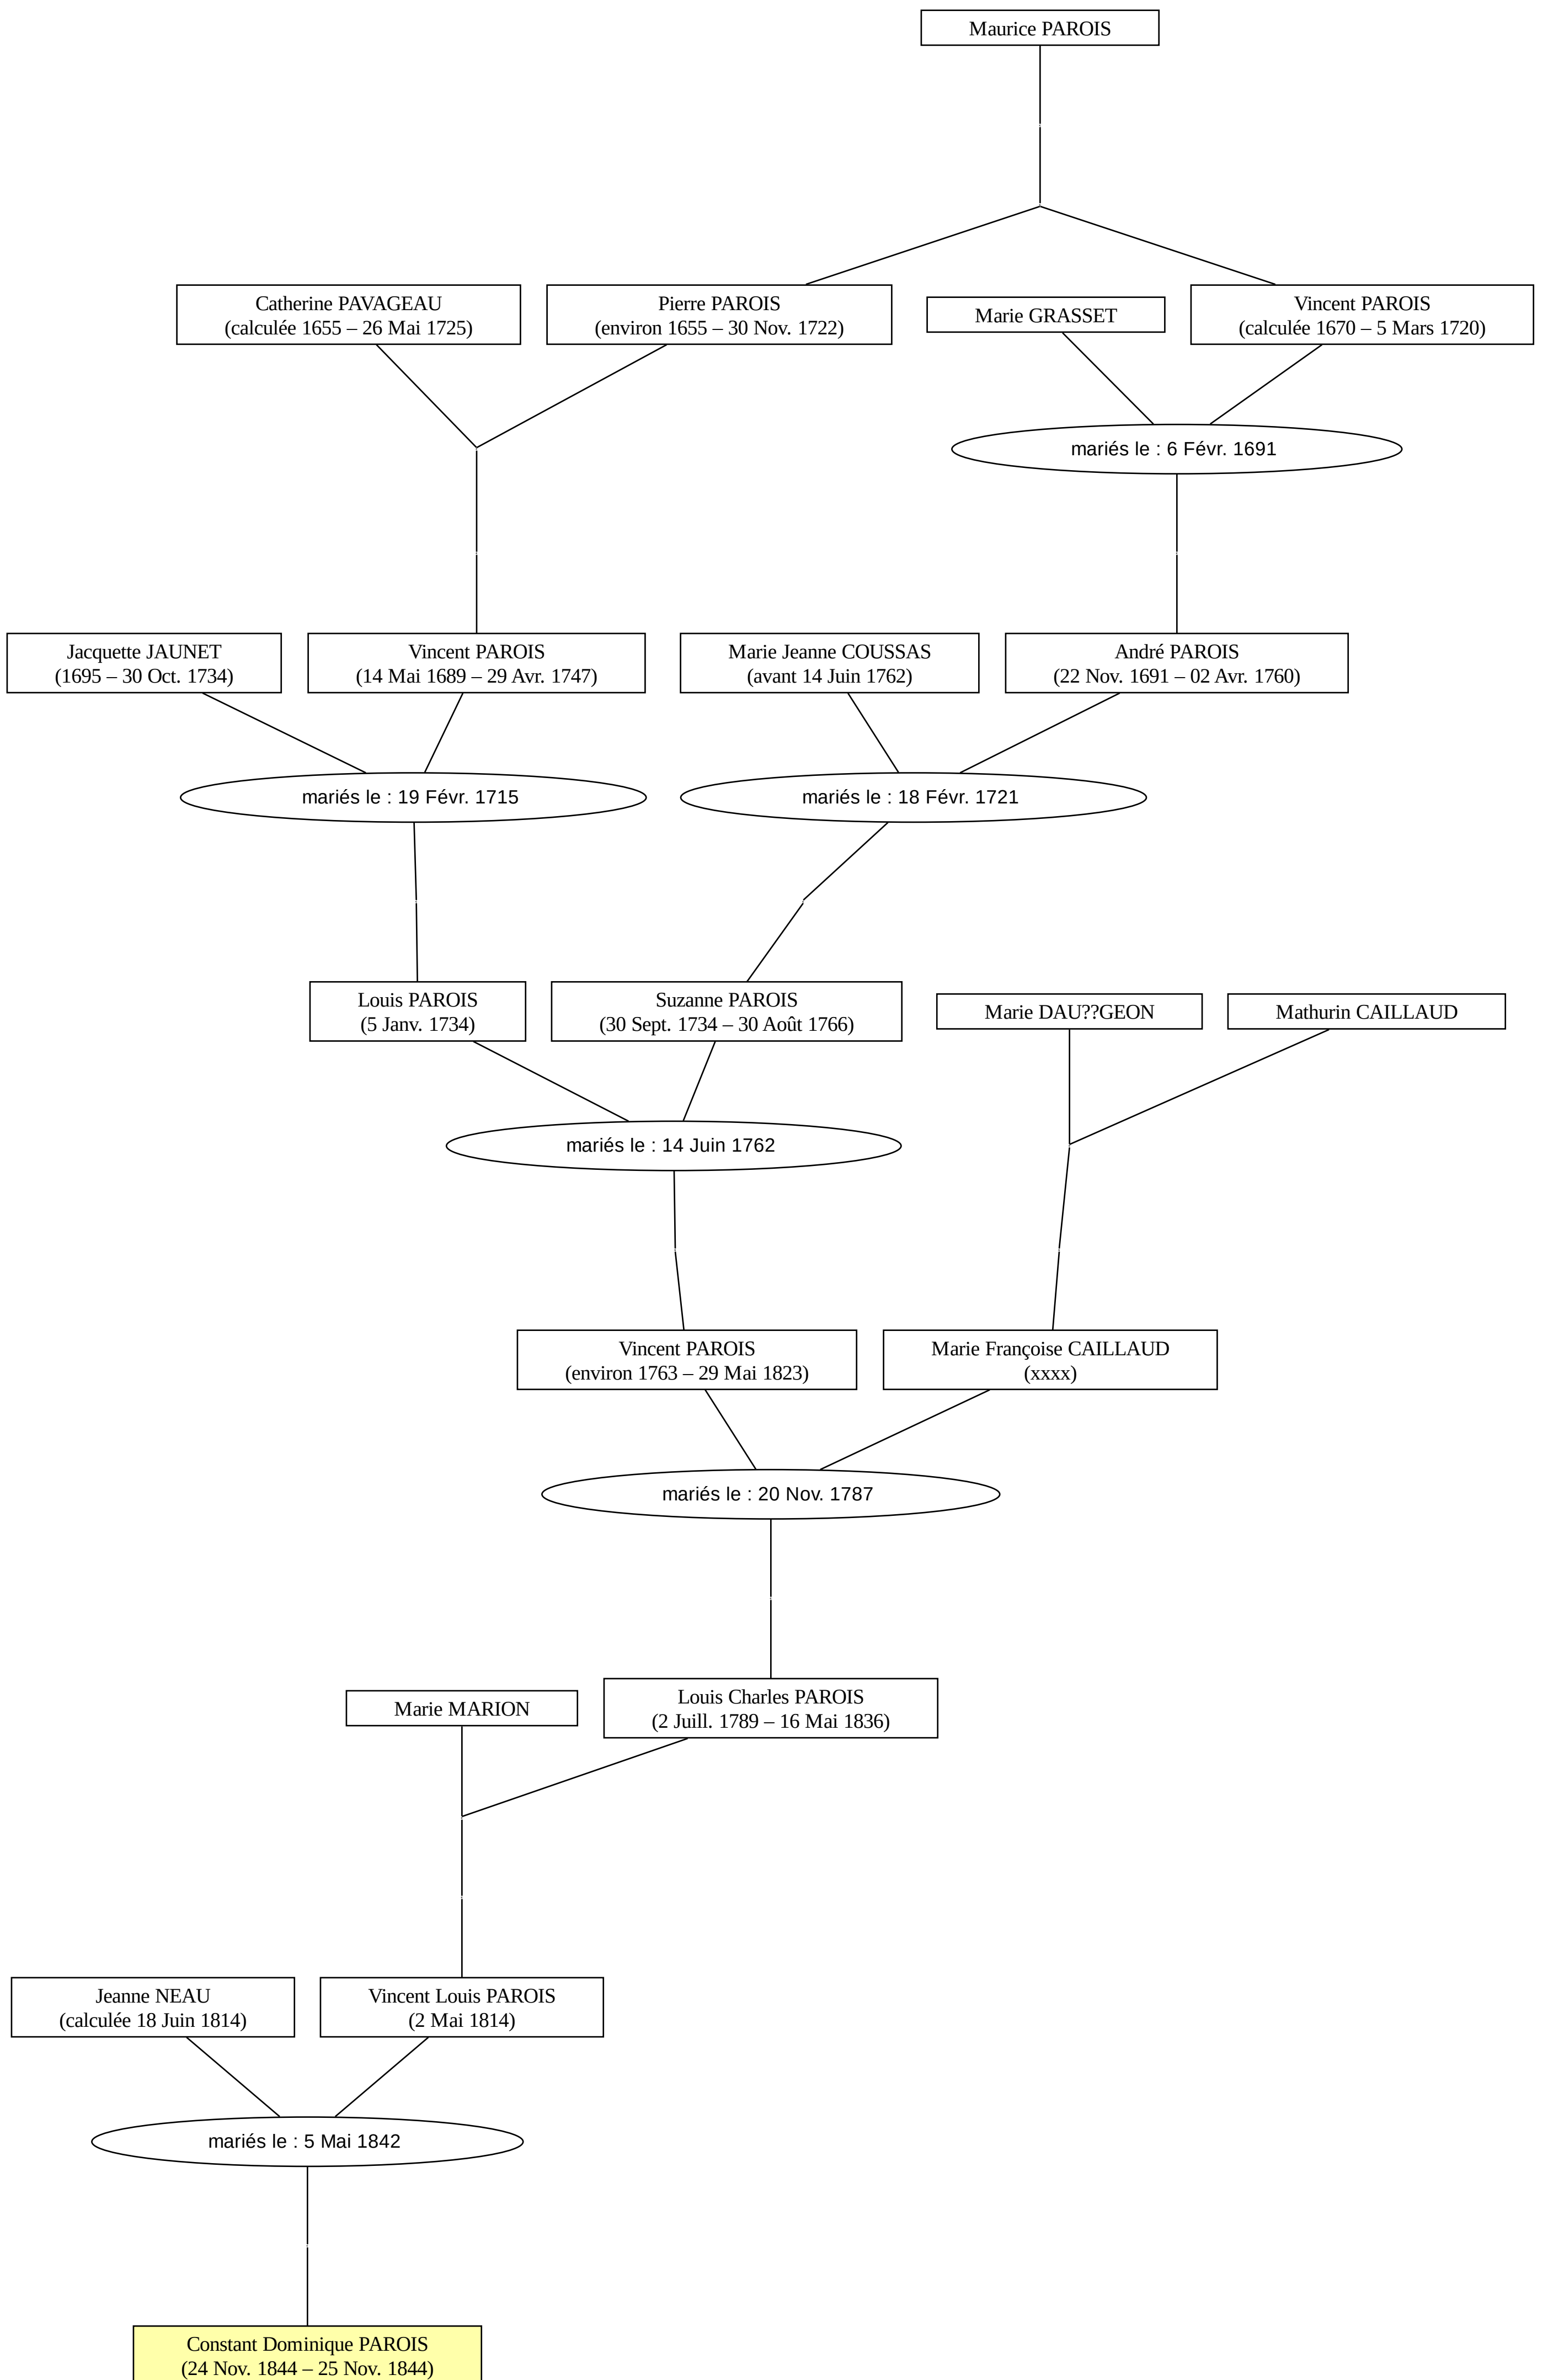 Maurice PAROIS
Catherine PAVAGEAU
(calculée 1655 – 26 Mai 1725)
Pierre PAROIS
(environ 1655 – 30 Nov. 1722)
Marie GRASSET
Vincent PAROIS
(calculée 1670 – 5 Mars 1720)
mariés le : 6 Févr. 1691
Jacquette JAUNET
(1695 – 30 Oct. 1734)
Vincent PAROIS
(14 Mai 1689 – 29 Avr. 1747)
Marie Jeanne COUSSAS
(avant 14 Juin 1762)
André PAROIS
(22 Nov. 1691 – 02 Avr. 1760)
mariés le : 19 Févr. 1715
mariés le : 18 Févr. 1721
Louis PAROIS
(5 Janv. 1734)
Suzanne PAROIS
(30 Sept. 1734 – 30 Août 1766)
Marie DAU??GEON
Mathurin CAILLAUD
mariés le : 14 Juin 1762
Vincent PAROIS
(environ 1763 – 29 Mai 1823)
Marie Françoise CAILLAUD
(xxxx)
mariés le : 20 Nov. 1787
Marie MARION
Louis Charles PAROIS
(2 Juill. 1789 – 16 Mai 1836)
Jeanne NEAU
(calculée 18 Juin 1814)
Vincent Louis PAROIS
(2 Mai 1814)
mariés le : 5 Mai 1842
Constant Dominique PAROIS
(24 Nov. 1844 – 25 Nov. 1844)